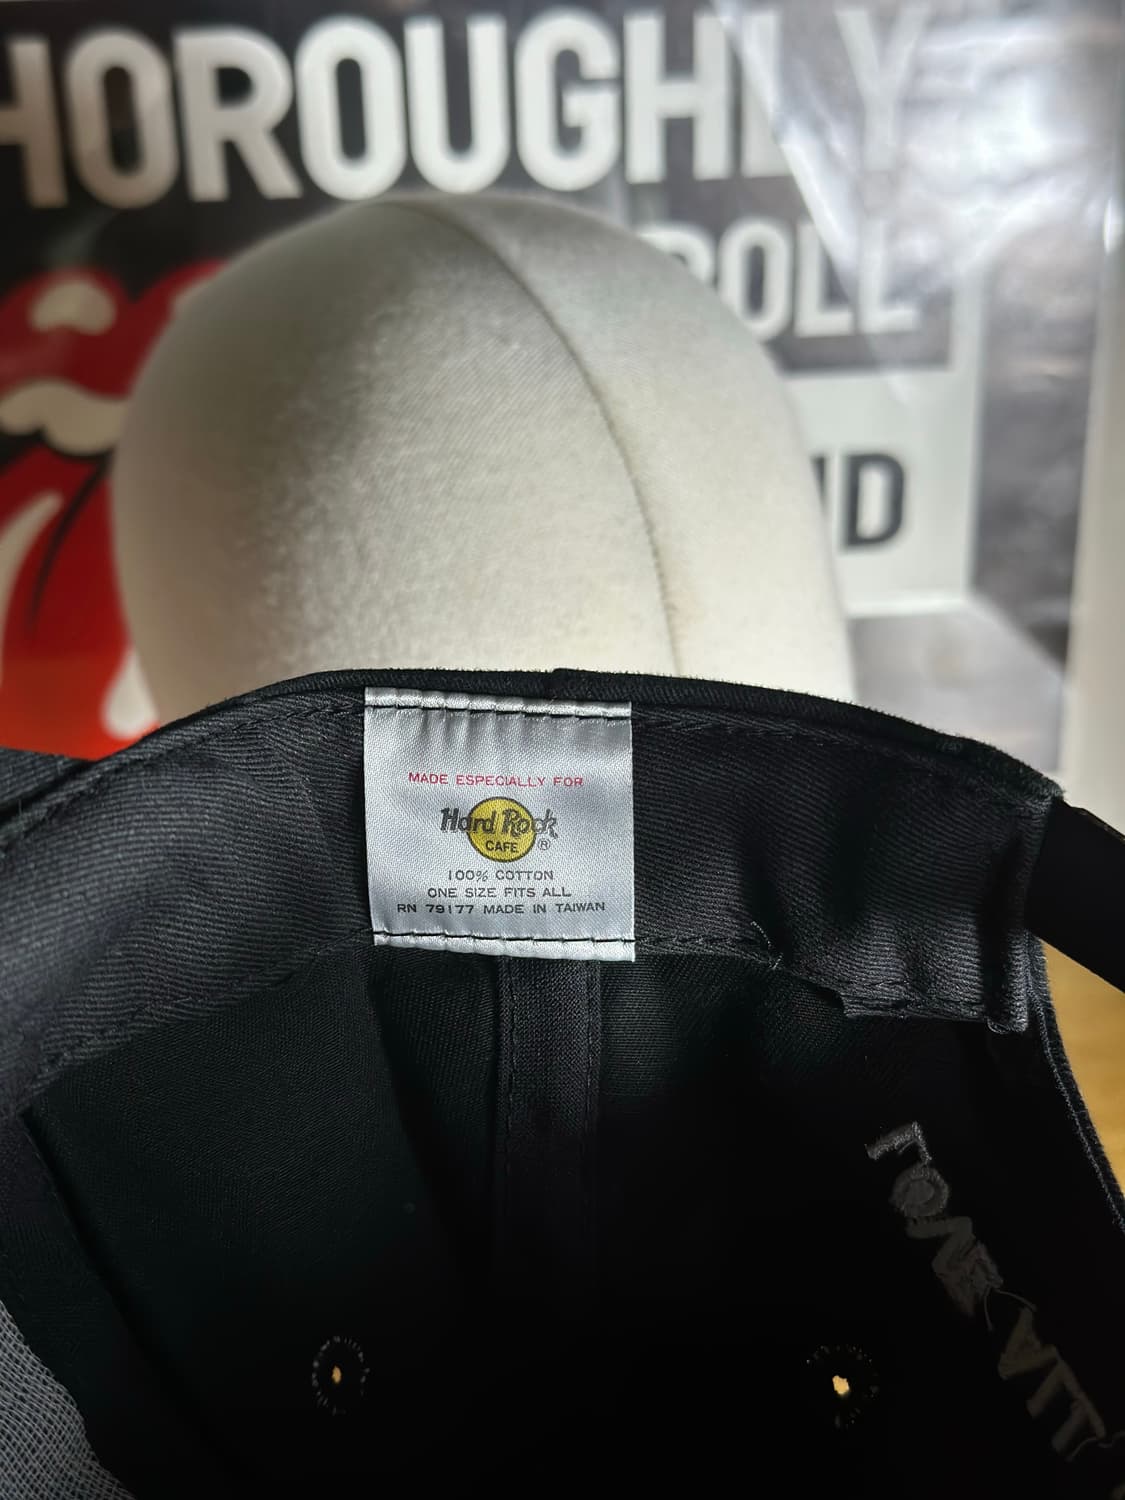 HOROUGHLY
ROLL
ND
MADE ESPECIALLY FOR
Hard Rock
CAFE ®
100% COTTON
ONE SIZE FITS ALL
RN 79177 MADE IN TAIWAN